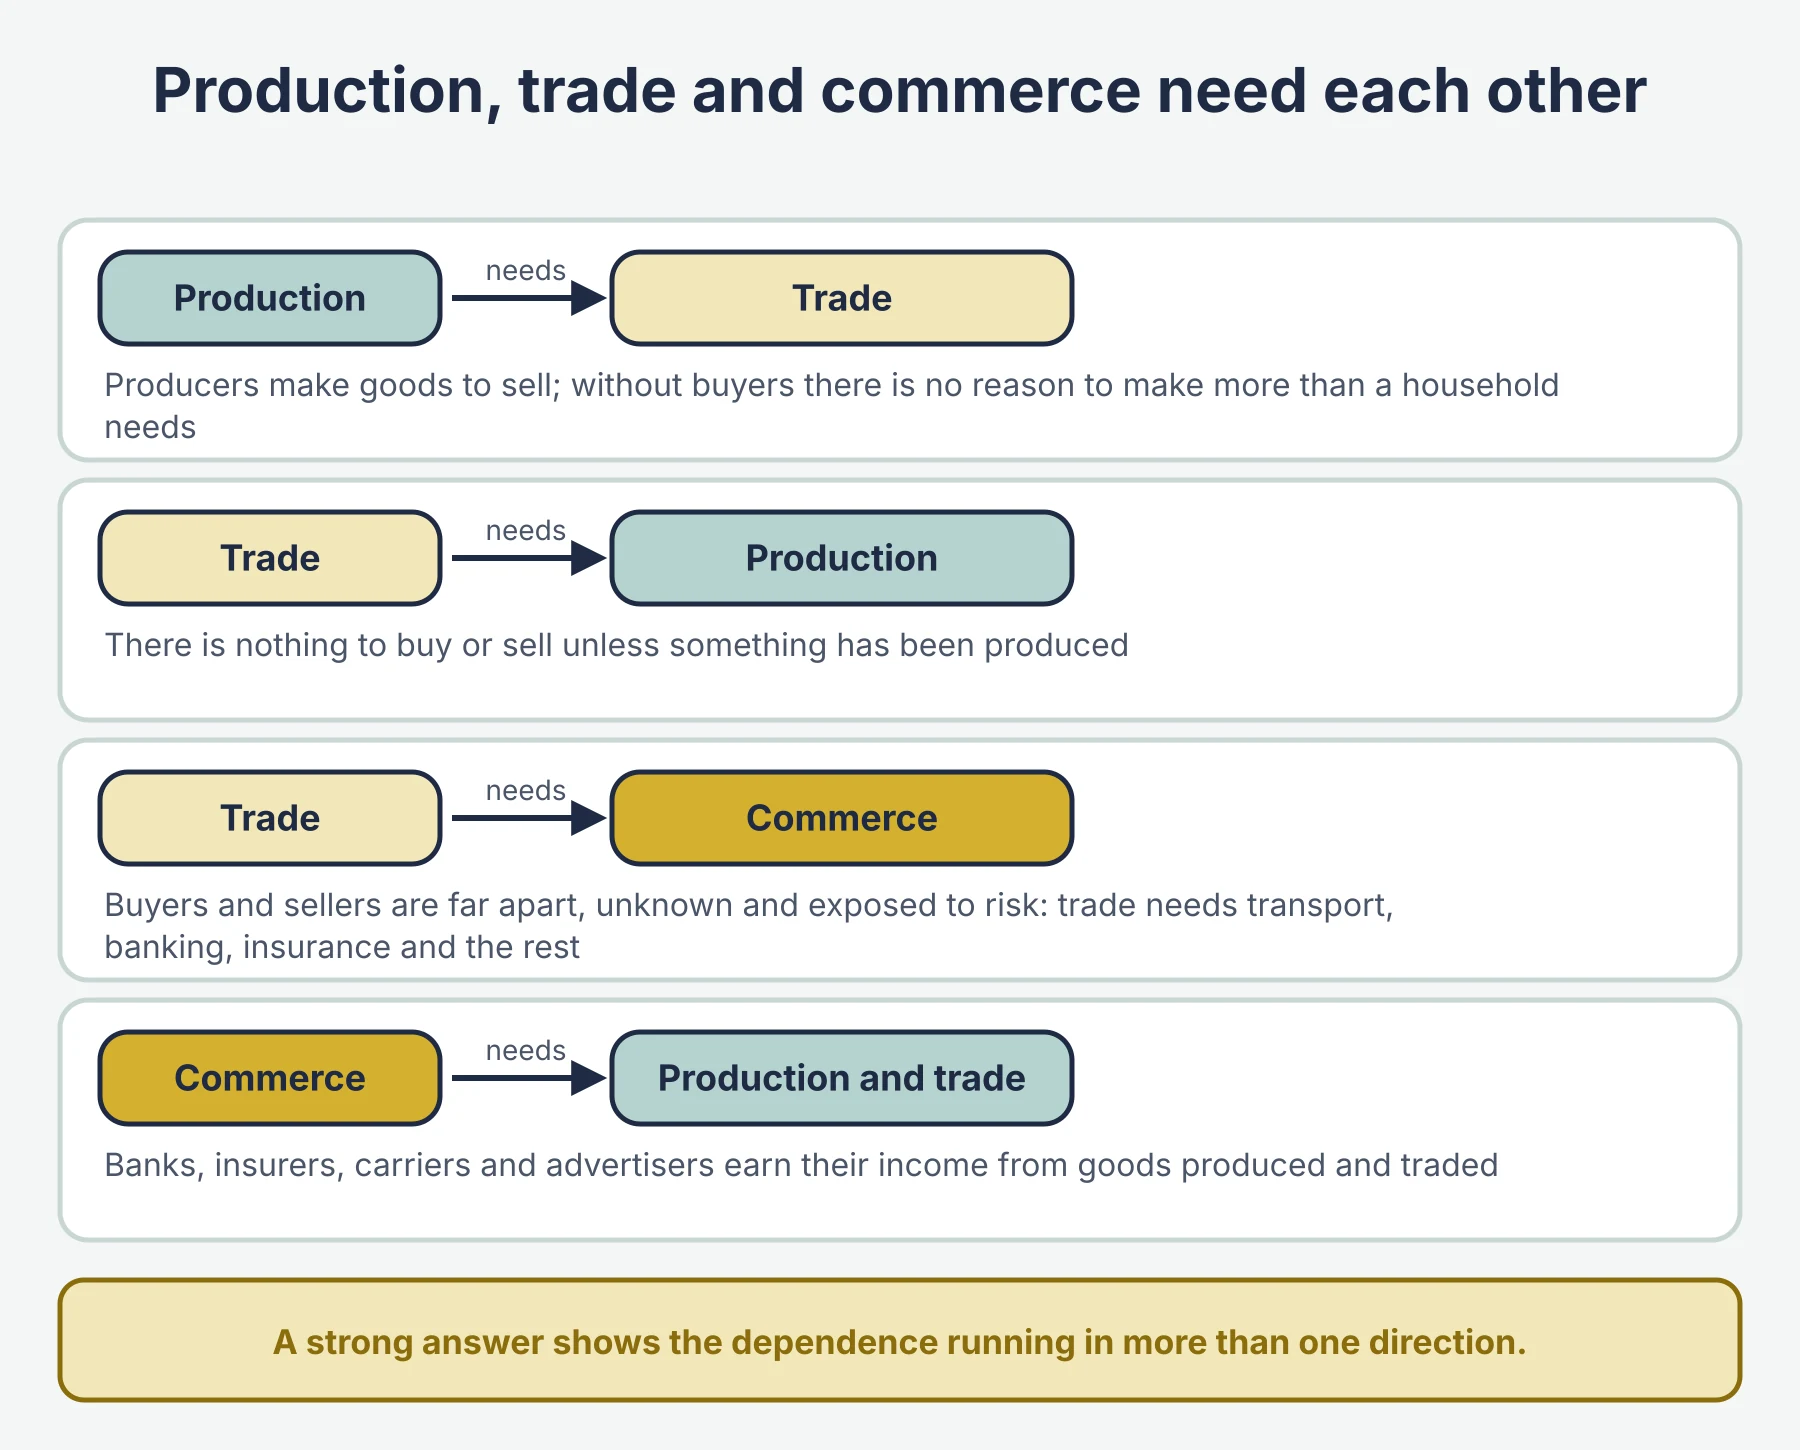 Production, trade and commerce need each other
Production
needs
Trade
Producers make goods to sell; without buyers there is no reason to make more than a household
needs
Trade
needs
Production
There is nothing to buy or sell unless something has been produced
Trade
needs
Commerce
Buyers and sellers are far apart, unknown and exposed to risk: trade needs transport,
banking, insurance and the rest
Commerce
needs
Production and trade
Banks, insurers, carriers and advertisers earn their income from goods produced and traded
A strong answer shows the dependence running in more than one direction.